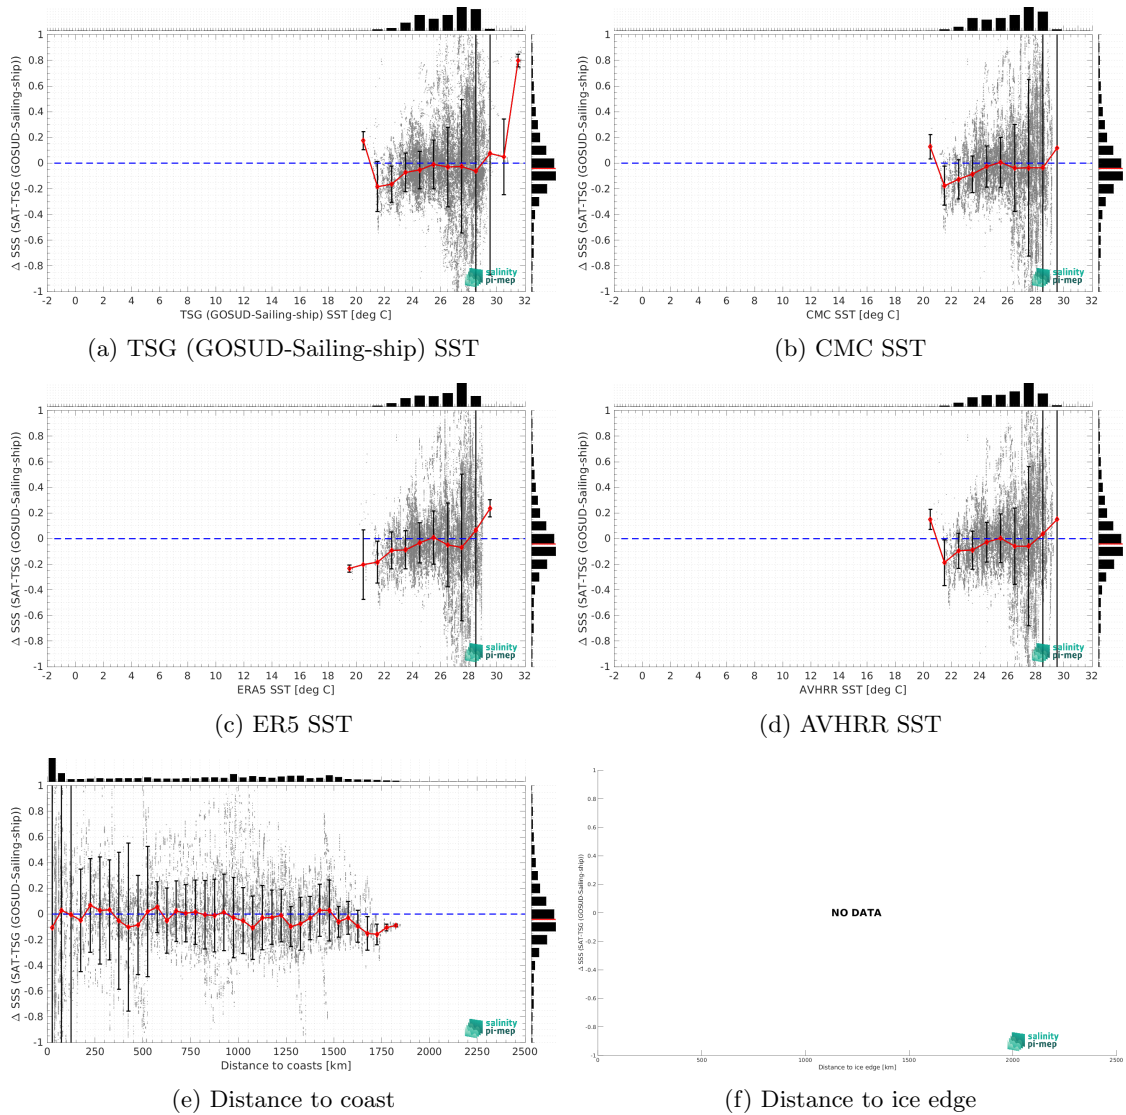 1
0.8
0.6
0.4
0.2
0
-0.2
-0.4
-0.6
-0.8
-1
Δ SSS (SAT-TSG (GOSUD-Sailing-ship))
salinity
pi-mep
-2 0 2 4 6 8 10 12 14 16 18 20 22 24 26 28 30 32
TSG (GOSUD-Sailing-ship) SST [deg C]
(a) TSG (GOSUD-Sailing-ship) SST
1
0.8
0.6
0.4
0.2
0
-0.2
-0.4
-0.6
-0.8
-1
Δ SSS (SAT-TSG (GOSUD-Sailing-ship))
salinity
pi-mep
-2 0 2 4 6 8 10 12 14 16 18 20 22 24 26 28 30 32
CMC SST [deg C]
(b) CMC SST
1
0.8
0.6
0.4
0.2
0
-0.2
-0.4
-0.6
-0.8
-1
Δ SSS (SAT-TSG (GOSUD-Sailing-ship))
salinity
pi-mep
-2 0 2 4 6 8 10 12 14 16 18 20 22 24 26 28 30 32
ERA5 SST [deg C]
(c) ER5 SST
1
0.8
0.6
0.4
0.2
0
-0.2
-0.4
-0.6
-0.8
-1
Δ SSS (SAT-TSG (GOSUD-Sailing-ship))
salinity
pi-mep
-2 0 2 4 6 8 10 12 14 16 18 20 22 24 26 28 30 32
AVHRR SST [deg C]
(d) AVHRR SST
1
0.8
0.6
0.4
0.2
0
-0.2
-0.4
-0.6
-0.8
-1
Δ SSS (SAT-TSG (GOSUD-Sailing-ship))
salinity
pi-mep
0 250 500 750 1000 1250 1500 1750 2000 2250 2500
Distance to coasts [km]
(e) Distance to coast
1
0.8
0.6
0.4
0.2
0
-0.2
-0.4
-0.6
-0.8
-1
Δ SSS (SAT-TSG (GOSUD-Sailing-ship))
NO DATA
salinity
pi-mep
0 500 1000 1500 2000 2500
Distance to ice edge [km]
(f) Distance to ice edge